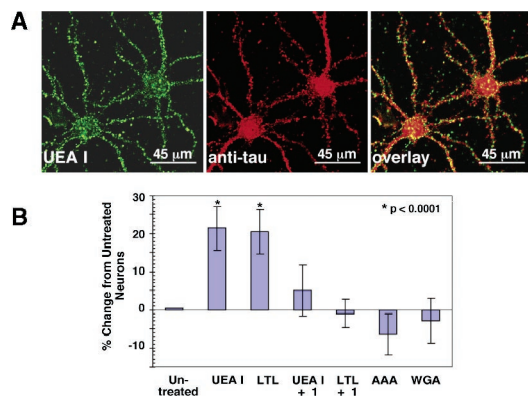 A
UEA I
45 µm
anti-tau
45 µm
overlay
45 µm
B
% Change from Untreated
Neurons
30
20
10
0
-10
* p < 0.0001
*
*
Un-
treated
UEA I
LTL
UEA I
+ 1
LTL
+ 1
AAA
WGA